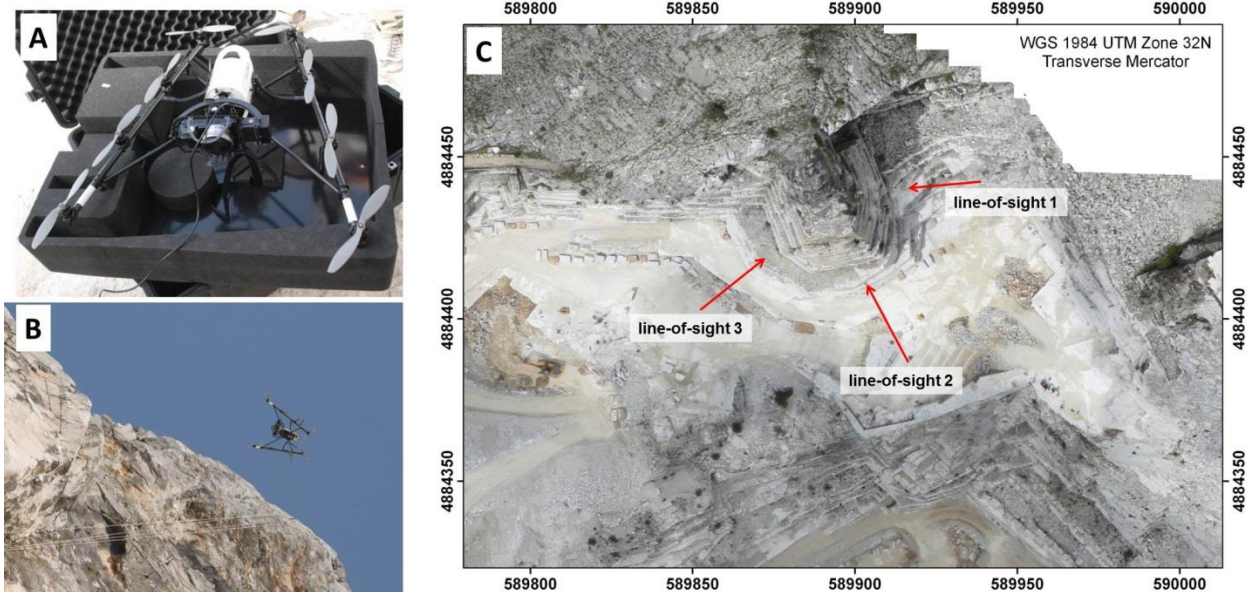 A
B
C
589800 589850 589900 589950 590000
WGS 1984 UTM Zone 32N
Transverse Mercator
4884450
4884400
4884350
4884450
4884400
4884350
line-of-sight 1
line-of-sight 3
line-of-sight 2
589800 589850 589900 589950 590000